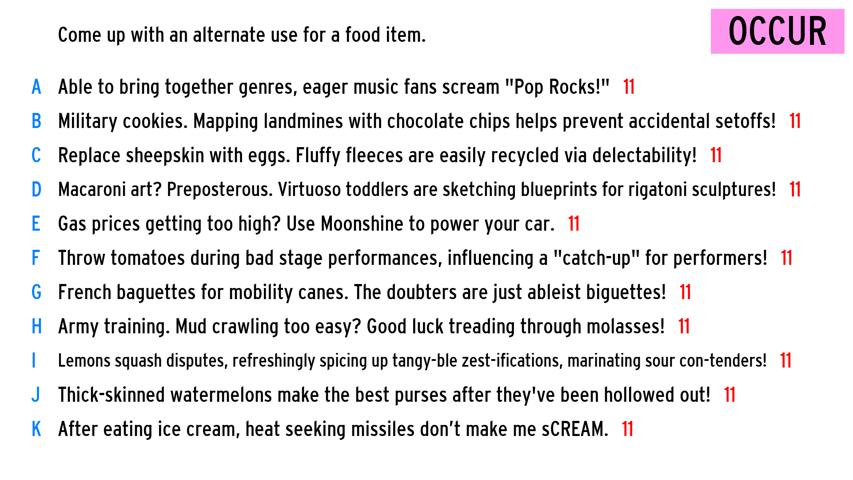 Come up with an alternate use for a food item.
OCCUR
A Able to bring together genres, eager music fans scream "Pop Rocks!" 11
B Military cookies. Mapping landmines with chocolate chips helps prevent accidental setoffs! 11
C Replace sheepskin with eggs. Fluffy fleeces are easily recycled via delectability! 11
D Macaroni art? Preposterous. Virtuoso toddlers are sketching blueprints for rigatoni sculptures! 11
E Gas prices getting too high? Use Moonshine to power your car. 11
F Throw tomatoes during bad stage performances, influencing a "catch-up" for performers! 11
G French baguettes for mobility canes. The doubters are just ableist biguettes! 11
H Army training. Mud crawling too easy? Good luck treading through molasses! 11
I Lemons squash disputes, refreshingly spicing up tangy-ble zest-ifications, marinating sour con-tenders! 11
J Thick-skinned watermelons make the best purses after they've been hollowed out! 11
K After eating ice cream, heat seeking missiles don’t make me sCREAM. 11